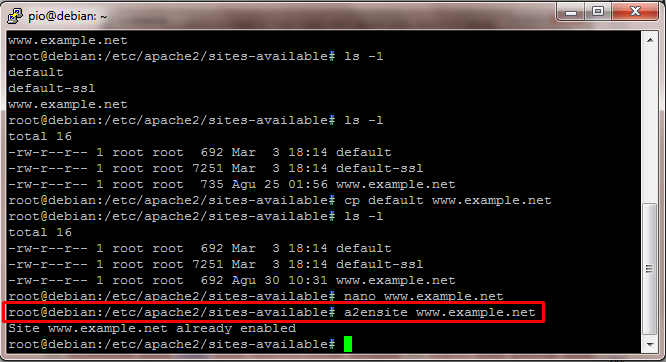 pio@debian: ~
www.example.net
root@debian:/etc/apache2/sites-available# ls -1
default
default-ssl
www.example.net
root@debian:/etc/apache2/sites-available# ls -l
total 16
-rw-r--r-- 1 root root  692 Mar  3 18:14 default
-rw-r--r-- 1 root root 7251 Mar  3 18:14 default-ssl
-rw-r--r-- 1 root root  735 Agu 25 01:56 www.example.net
root@debian:/etc/apache2/sites-available# cp default www.example.net
root@debian:/etc/apache2/sites-available# ls -l
total 16
-rw-r--r-- 1 root root  692 Mar  3 18:14 default
-rw-r--r-- 1 root root 7251 Mar  3 18:14 default-ssl
-rw-r--r-- 1 root root  692 Agu 30 10:31 www.example.net
root@debian:/etc/apache2/sites-available# nano www.example.net
root@debian:/etc/apache2/sites-available# a2ensite www.example.net
Site www.example.net already enabled
root@debian:/etc/apache2/sites-available#